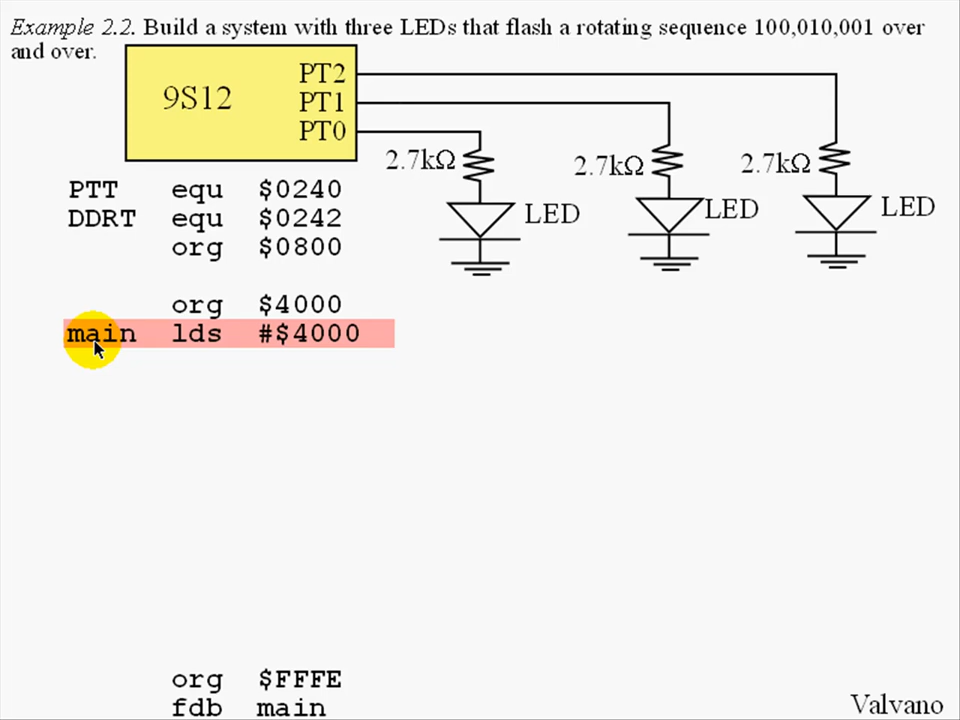 Example 2.2. Build a system with three LEDs that flash a rotating sequence 100,010,001 over
and over.
9S12
PT2
PT1
PT0
2.7kΩ
2.7kΩ
2.7kΩ
LED
LED
LED
PTT equ $0240
DDRT equ $0242
org $0800
org $4000
main lds #$4000
org $FFFE
fdb main
Valvano